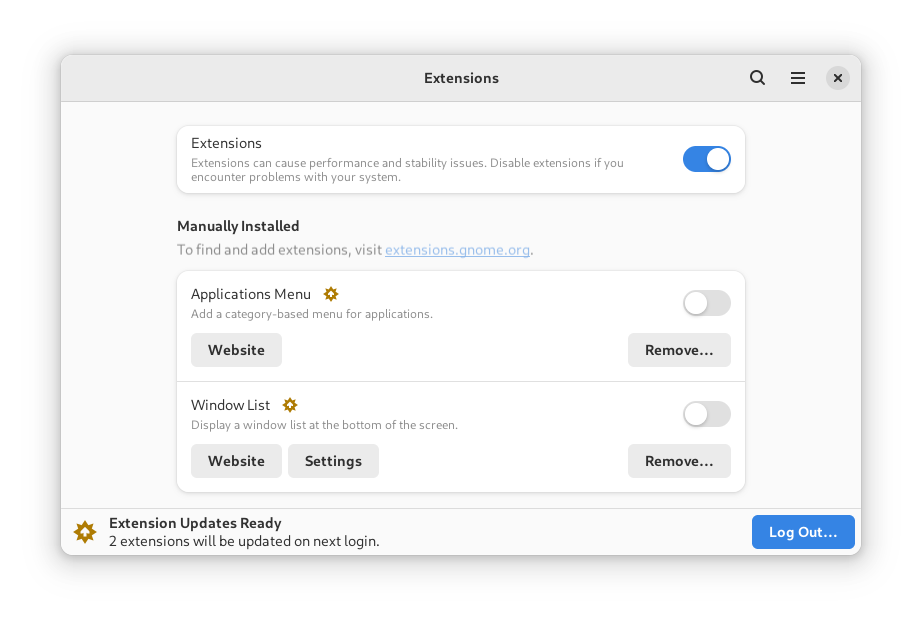 Extensions
Extensions
Extensions can cause performance and stability issues. Disable extensions if you
encounter problems with your system.
Manually Installed
To find and add extensions, visit extensions.gnome.org.
Applications Menu
Add a category-based menu for applications.
Website Remove…
Window List
Display a window list at the bottom of the screen.
Website Settings Remove…
Extension Updates Ready
2 extensions will be updated on next login.
Log Out…